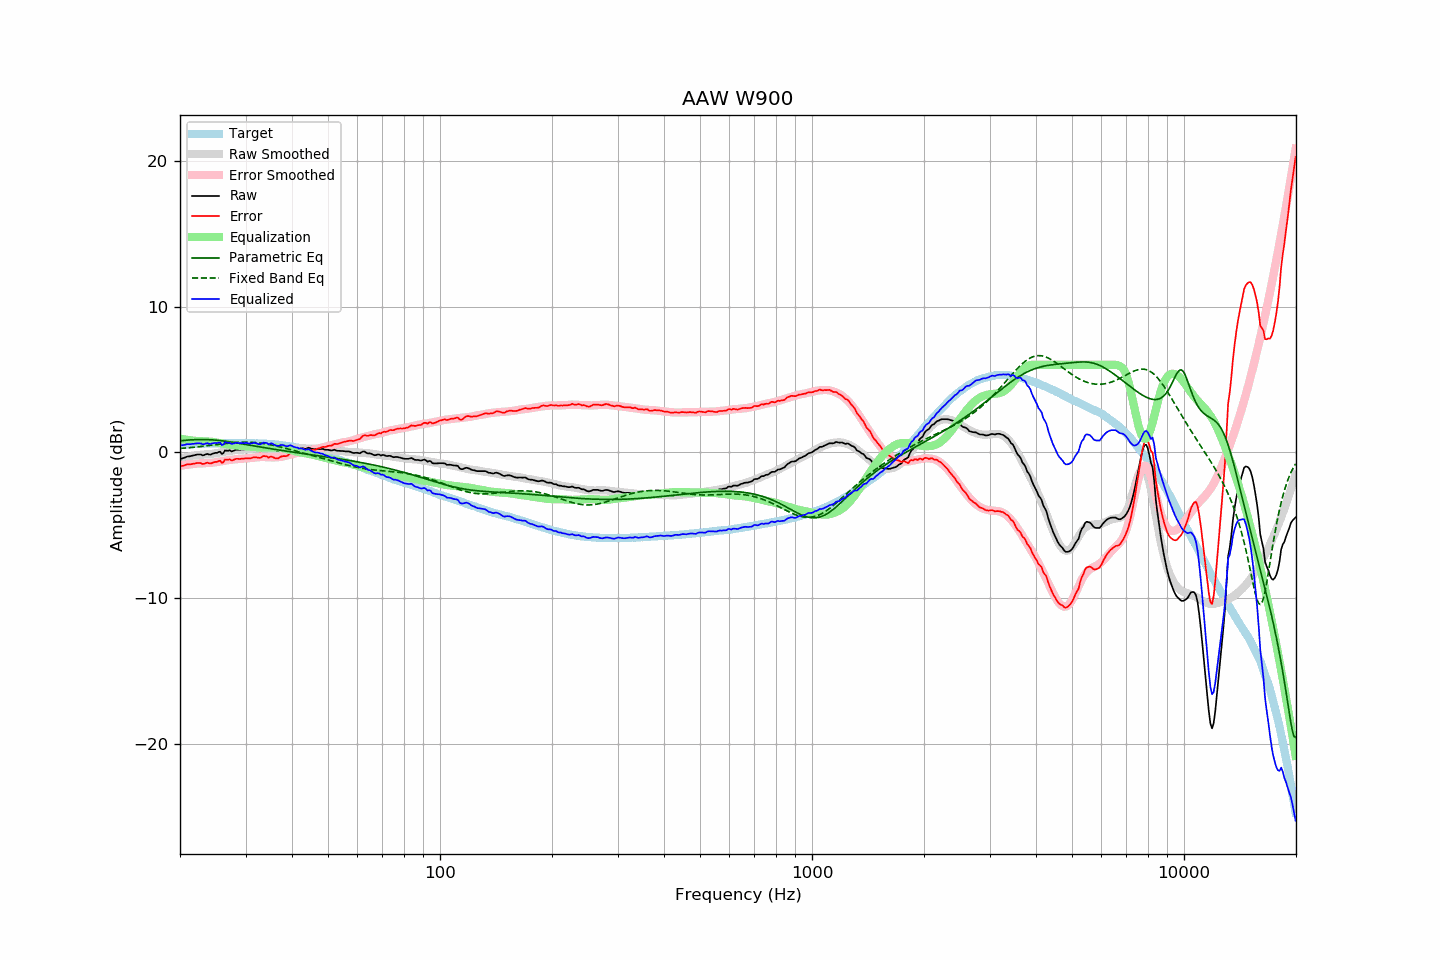 AAW W900
Target
Raw Smoothed
Error Smoothed
Raw
Error
Equalization
Parametric Eq
Fixed Band Eq
Equalized
20
10
0
−10
−20
Amplitude (dBr)
100
1000
10000
Frequency (Hz)